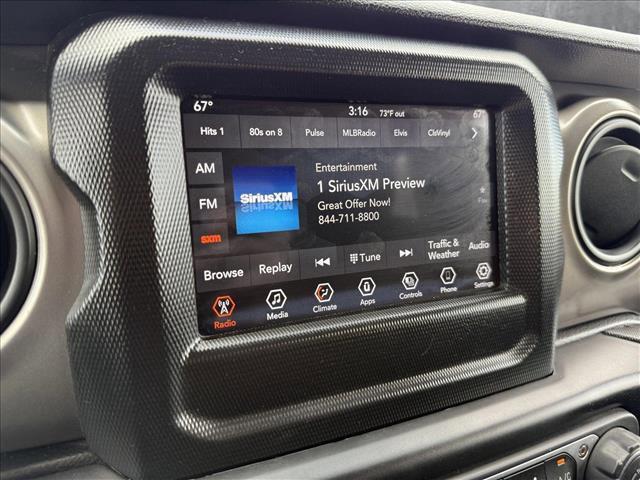 67° 3:16 73°F out 67
Hits 1 80s on 8 Pulse MLBRadio Elvis ClsVinyl
AM
FM
sxm
SiriusXM
Entertainment
1 SiriusXM Preview
Great Offer Now!
844-711-8800
Fav
Browse Replay Tune Traffic & Weather Audio
Radio Media Climate Apps Controls Phone Settings
A/C